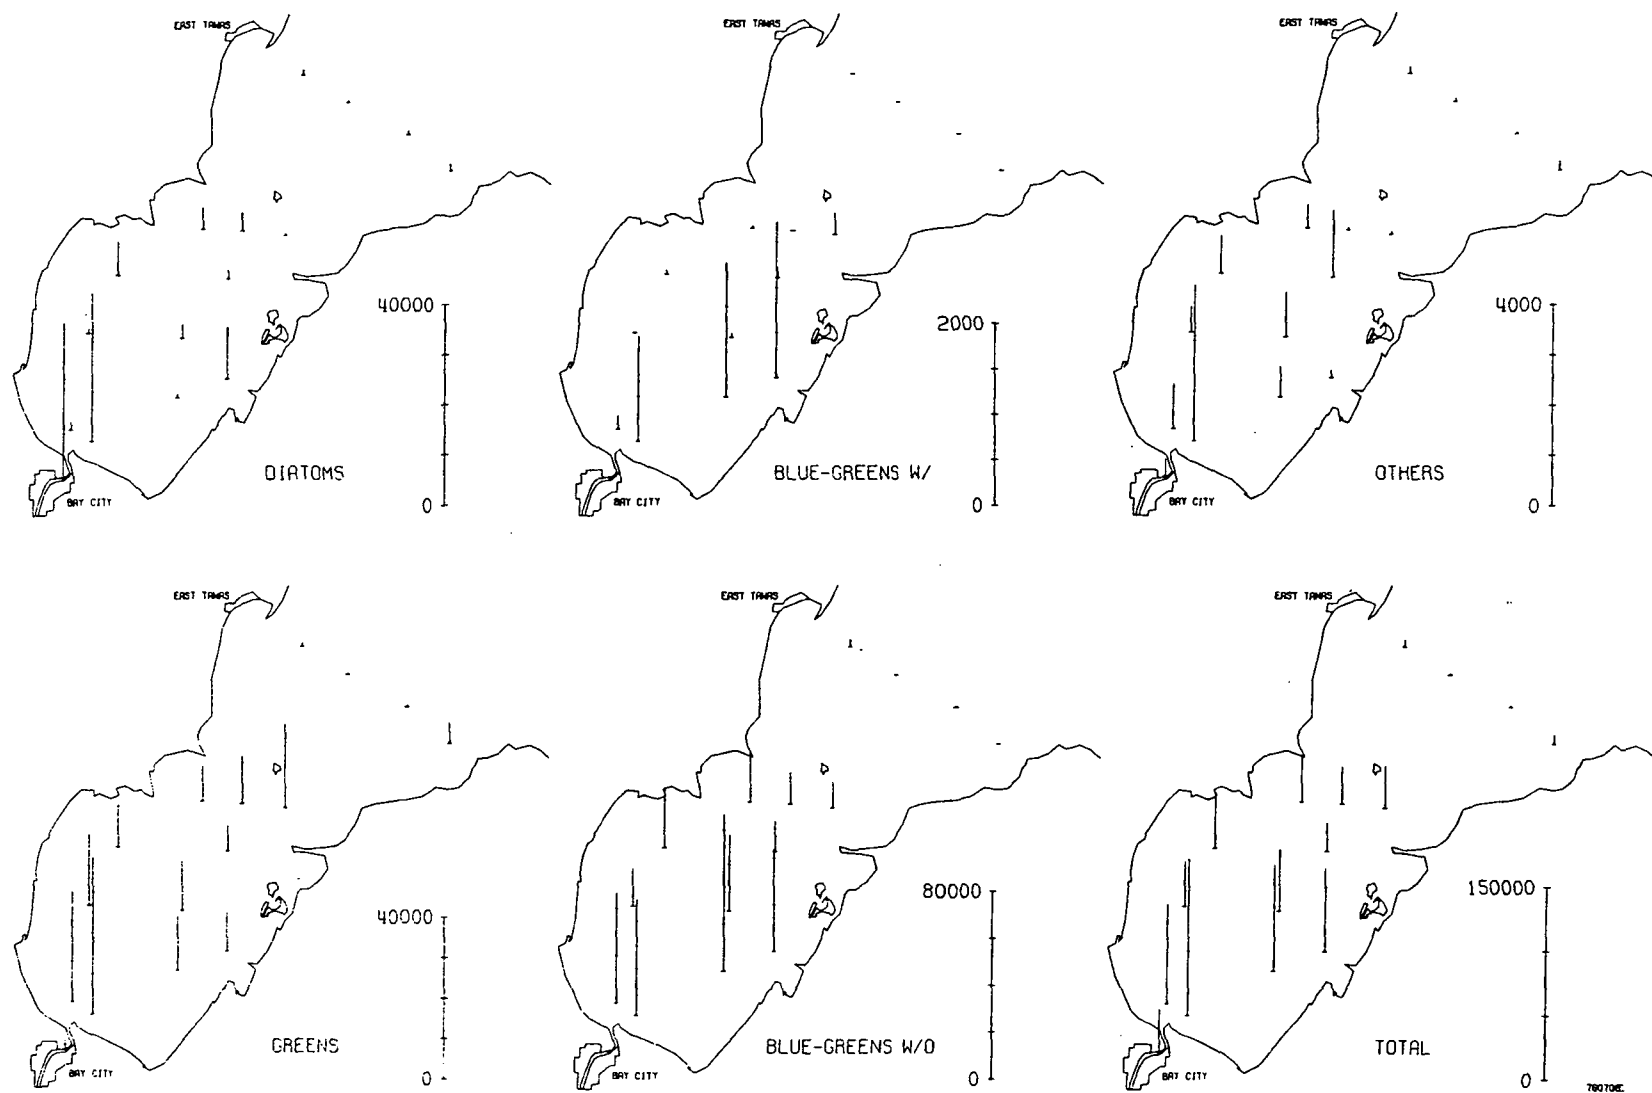 EAST TAWAS
EAST TAWAS
EAST TAWAS
40000
2000
4000
DIATOMS
BLUE-GREENS W/
OTHERS
0
0
0
BAY CITY
BAY CITY
BAY CITY
EAST TAWAS
EAST TAWAS
EAST TAWAS
40000
80000
150000
GREENS
BLUE-GREENS W/O
TOTAL
0
0
0
BAY CITY
BAY CITY
BAY CITY